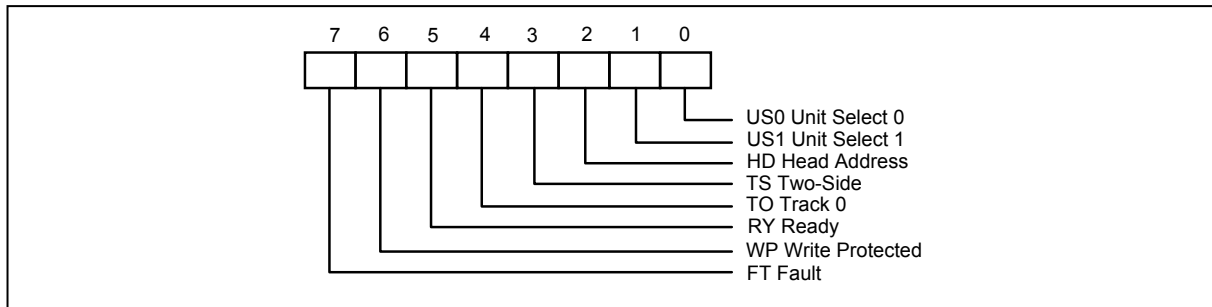 7 6 5 4 3 2 1 0
US0 Unit Select 0
US1 Unit Select 1
HD Head Address
TS Two-Side
TO Track 0
RY Ready
WP Write Protected
FT Fault